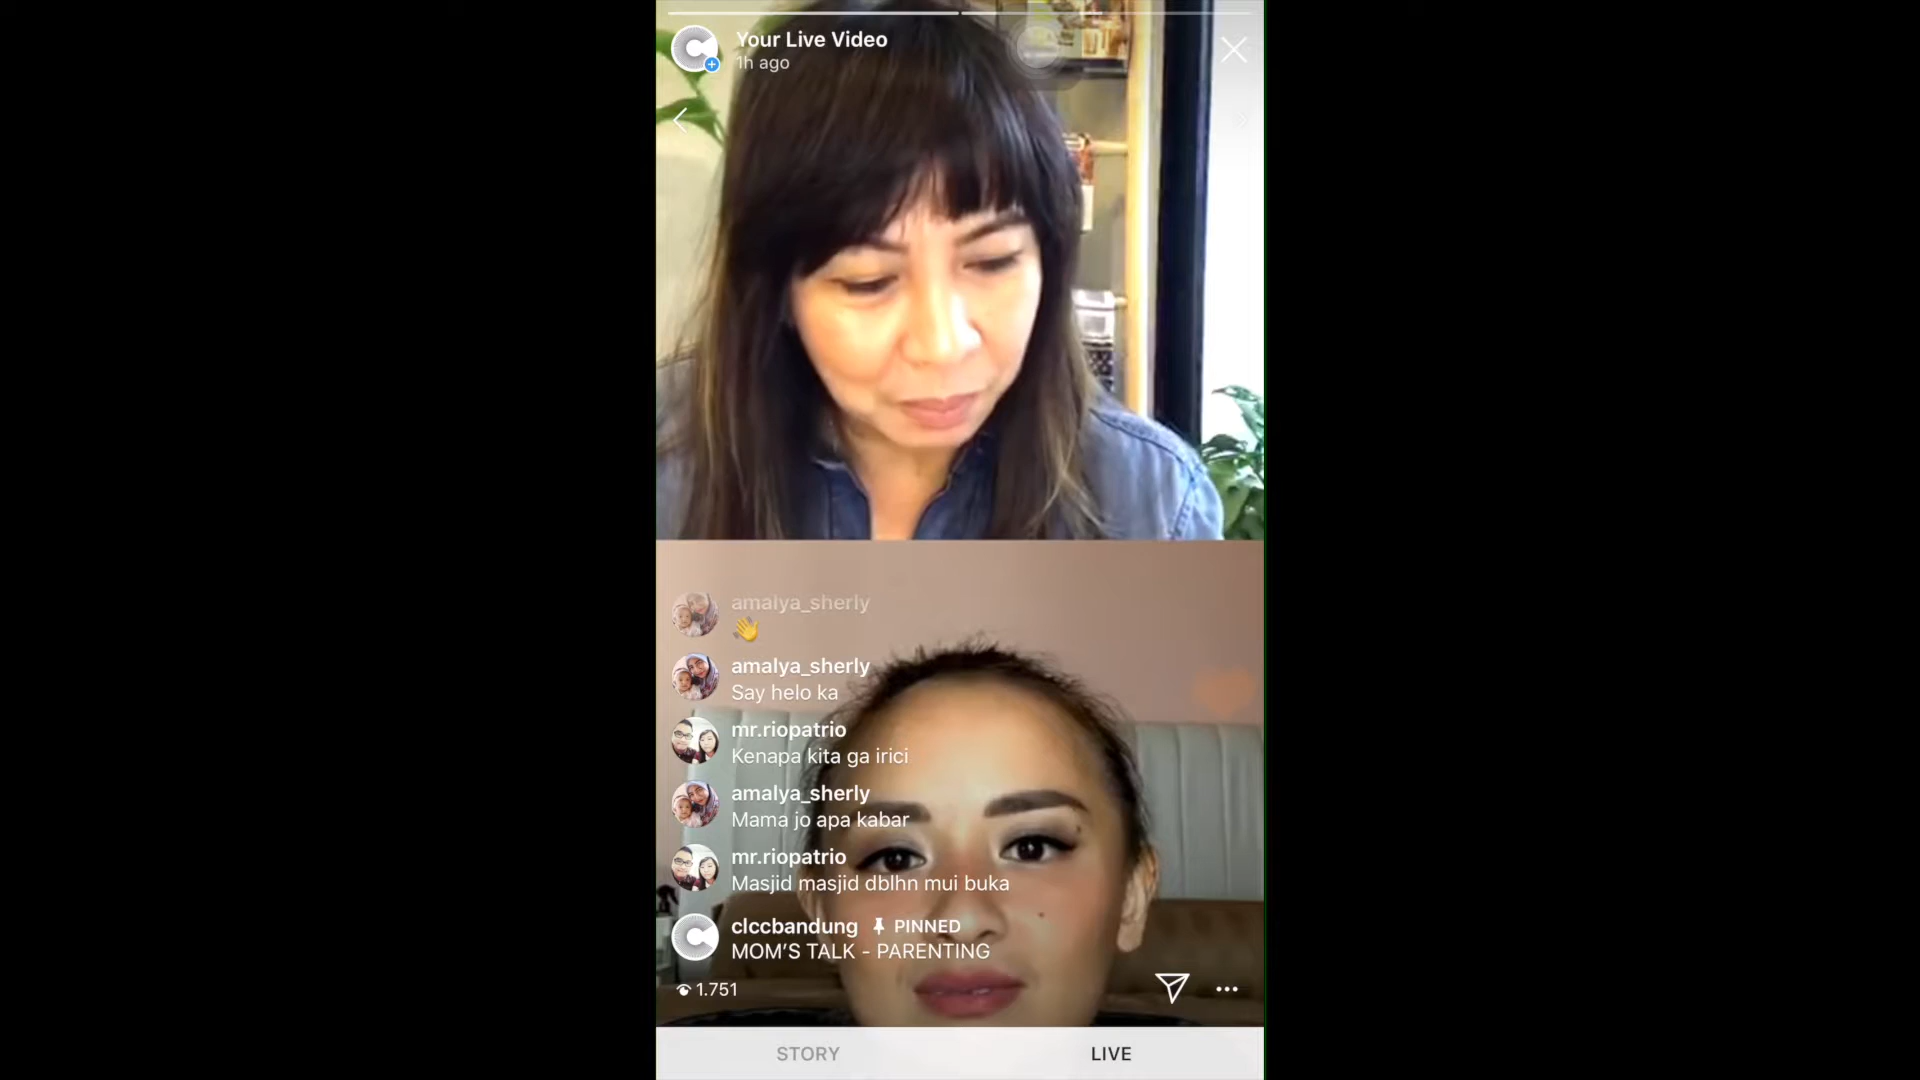 Your Live Video
1h ago
amalya_sherly
👋
amalya_sherly
Say helo ka
mr.riopatrio
Kenapa kita ga irici
amalya_sherly
Mama jo apa kabar
mr.riopatrio
Masjid masjid dblhn mui buka
clccbandung PINNED
MOM'S TALK - PARENTING
1.751
STORY LIVE